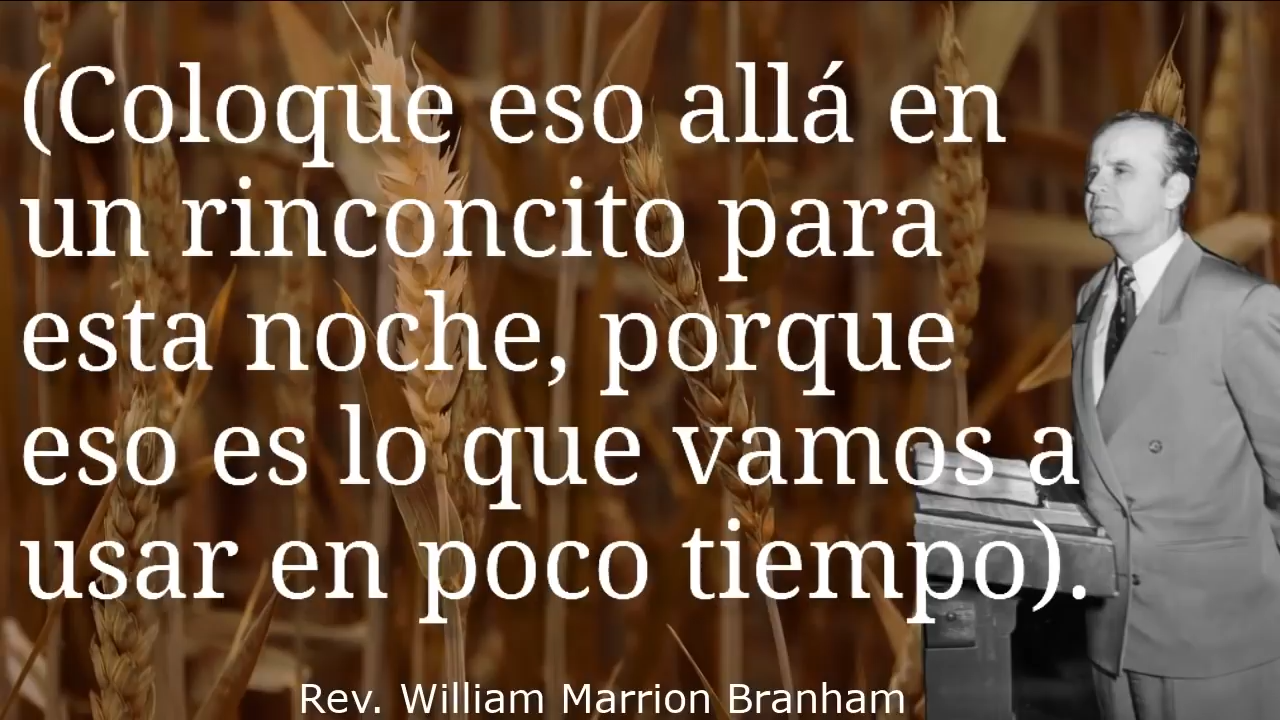 (Coloque eso allá en
un rinconcito para
esta noche, porque
eso es lo que vamos a
usar en poco tiempo).
Rev. William Marrion Branham